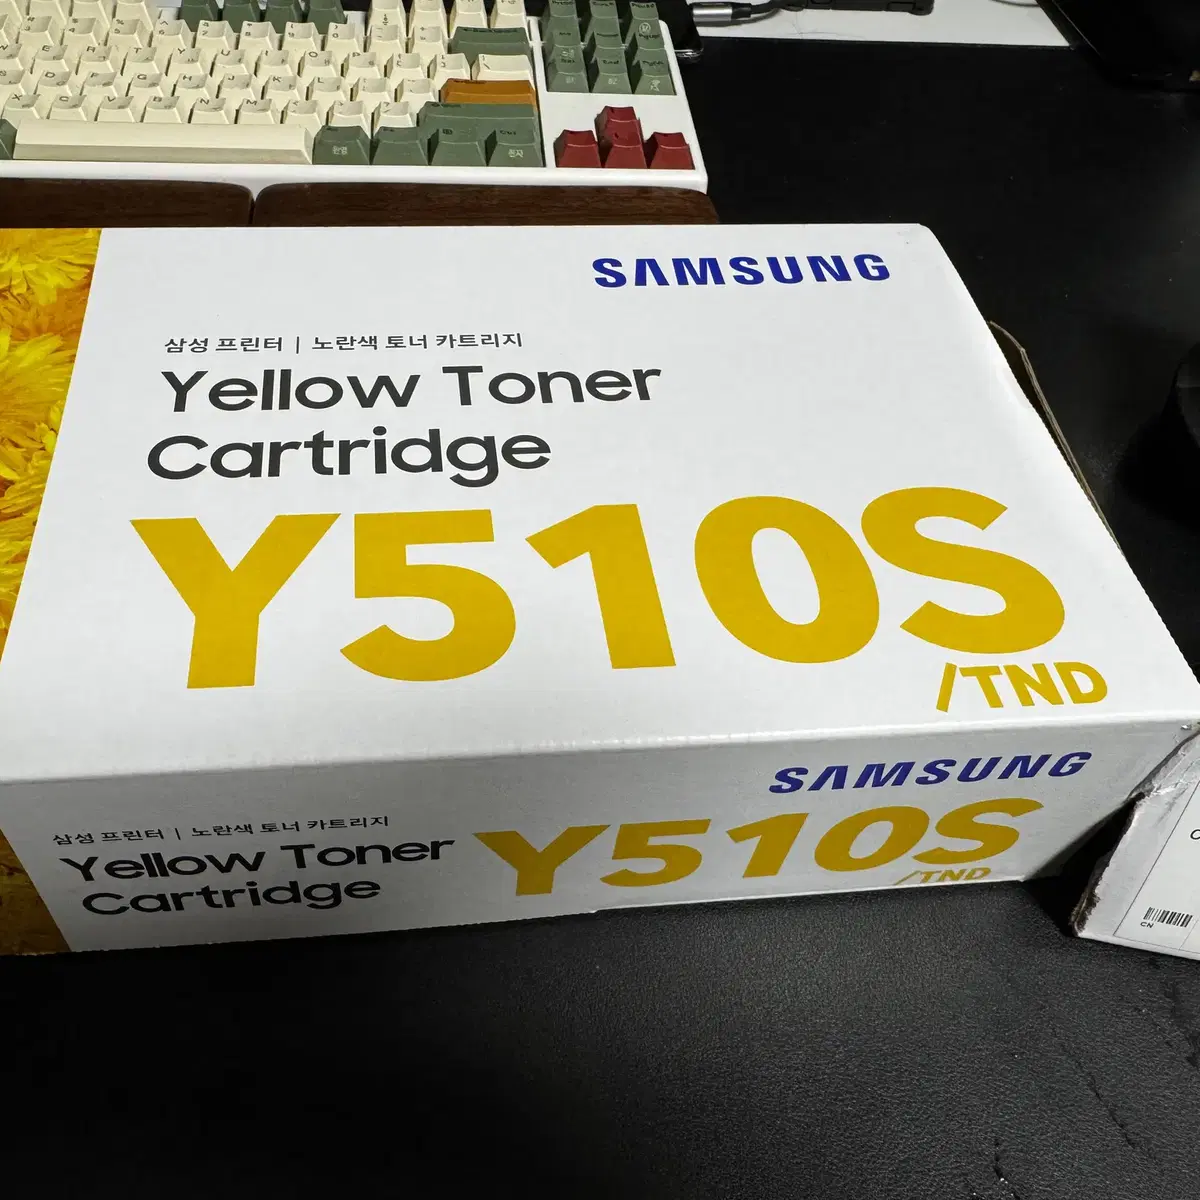 SAMSUNG
삼성 프린터 | 노란색 토너 카트리지
Yellow Toner
Cartridge
Y510S
/TND
SAMSUNG
삼성 프린터 | 노란색 토너 카트리지
Yellow Toner
Cartridge
Y510S
/TND
CN